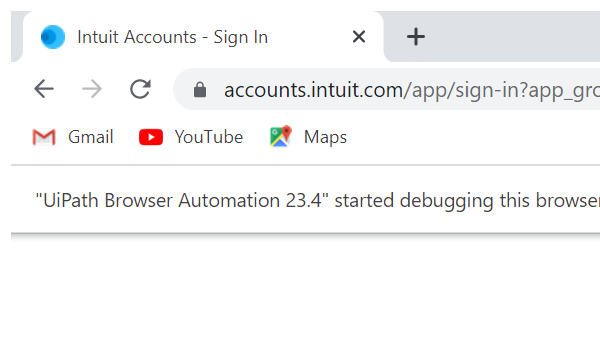 Intuit Accounts - Sign In
accounts.intuit.com/app/sign-in?app_gro
Gmail YouTube Maps
"UiPath Browser Automation 23.4" started debugging this browser